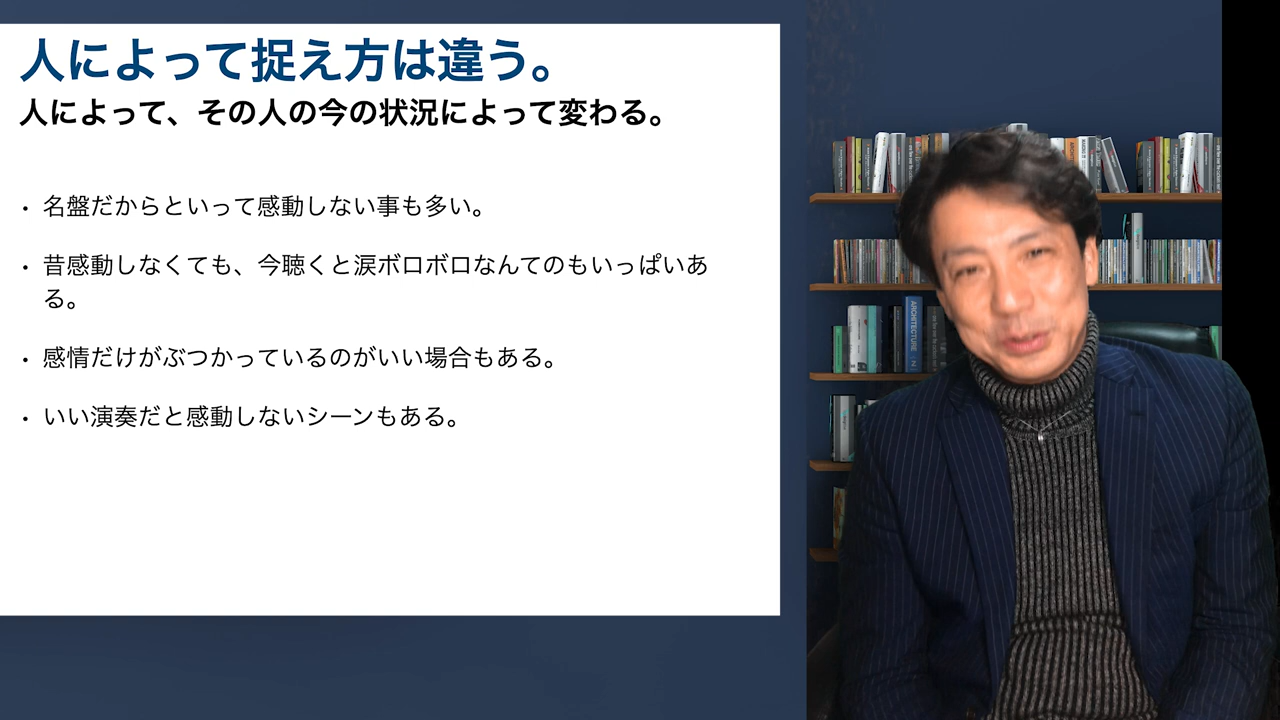 人によって捉え方は違う。
人によって、その人の今の状況によって変わる。
• 名盤だからといって感動しない事も多い。
• 昔感動しなくても、今聴くと涙ボロボロなんてのもいっぱいあ
る。
• 感情だけがぶつかっているのがいい場合もある。
• いい演奏だと感動しないシーンもある。
ARCHITECTURE